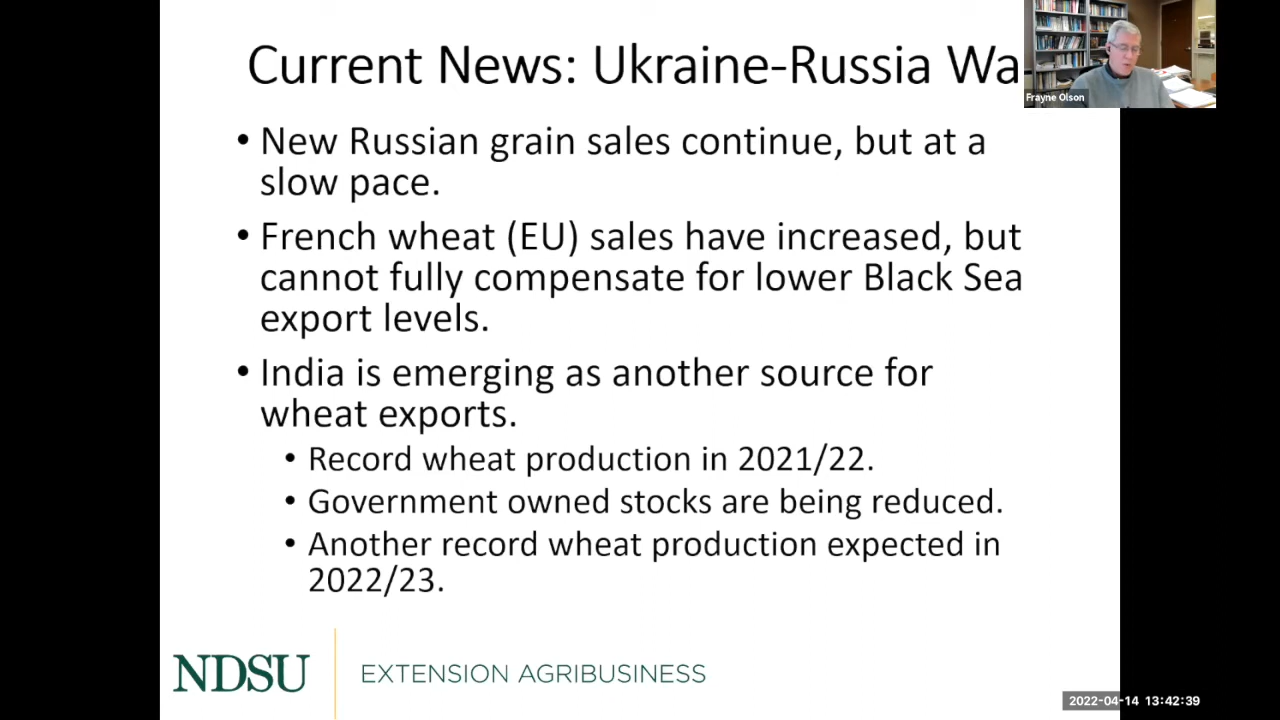 Current News: Ukraine-Russia Wa
Frayne Olson
• New Russian grain sales continue, but at a
slow pace.
• French wheat (EU) sales have increased, but
cannot fully compensate for lower Black Sea
export levels.
• India is emerging as another source for
wheat exports.
• Record wheat production in 2021/22.
• Government owned stocks are being reduced.
• Another record wheat production expected in
2022/23.
NDSU EXTENSION AGRIBUSINESS
2022-04-14 13:42:39